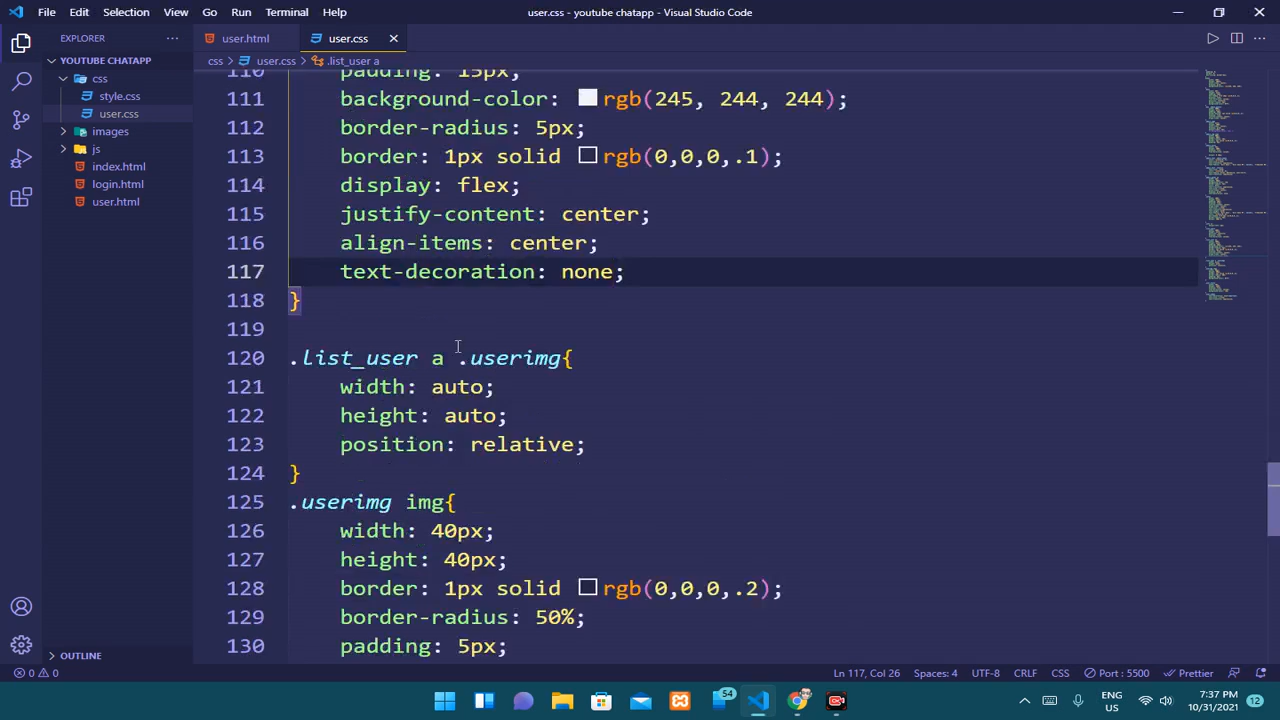 File Edit Selection View Go Run Terminal Help
user.css - youtube chatapp - Visual Studio Code
EXPLORER
YOUTUBE CHATAPP
css
style.css
user.css
images
js
index.html
login.html
user.html
OUTLINE
user.html
user.css
css > user.css > .list_user a
110 padding: 15px;
111 background-color: rgb(245, 244, 244);
112 border-radius: 5px;
113 border: 1px solid rgb(0,0,0,.1);
114 display: flex;
115 justify-content: center;
116 align-items: center;
117 text-decoration: none;
118 }
119
120 .list_user a .userimg{
121 width: auto;
122 height: auto;
123 position: relative;
124 }
125 .userimg img{
126 width: 40px;
127 height: 40px;
128 border: 1px solid rgb(0,0,0,.2);
129 border-radius: 50%;
130 padding: 5px;
0 0
Ln 117, Col 26 Spaces: 4 UTF-8 CRLF CSS Port : 5500 Prettier
54
ENG
US
7:37 PM
10/31/2021
12